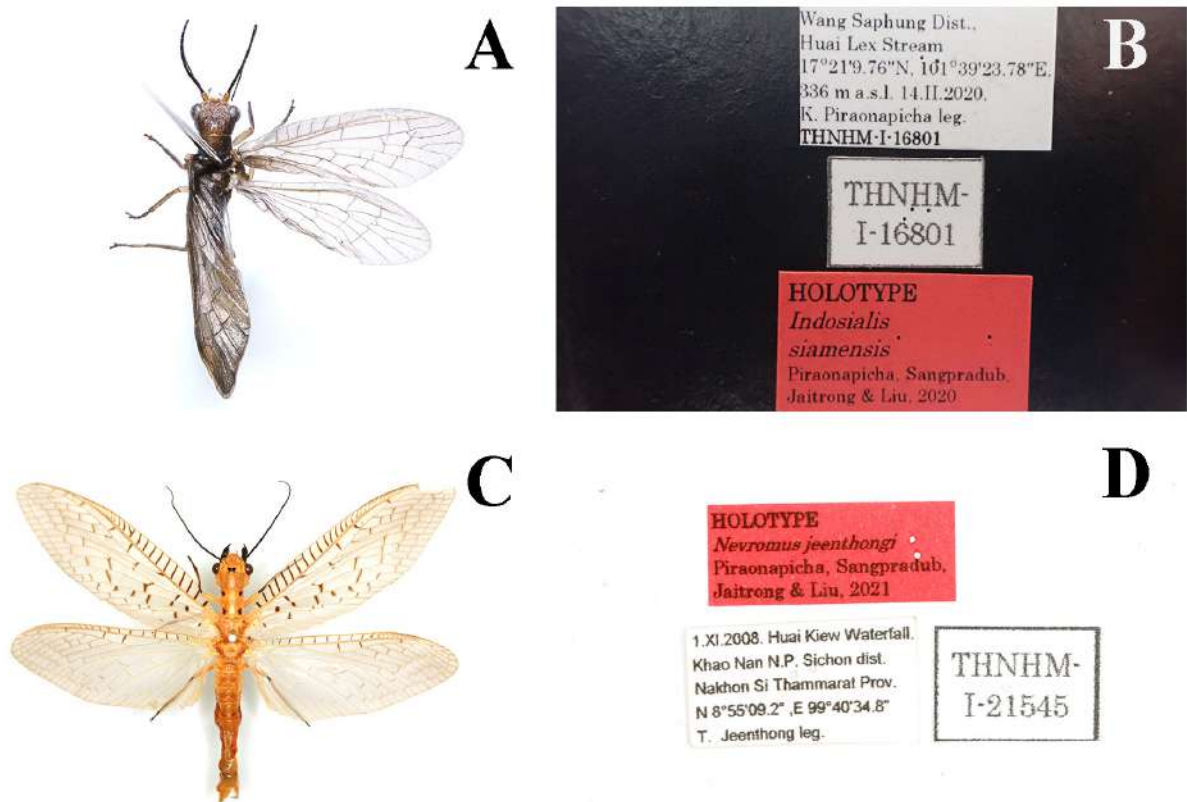 A
B
Wang Saphung Dist.,
Huai Lex Stream
17°21'9.76"N, 101°39'23.78"E.
336 m a.s.l. 14.II.2020,
K. Piraonapicha leg.
THNHM-I-16801
THNHM-
I-16801
HOLOTYPE
Indosialis
siamensis
Piraonapicha, Sangpradub,
Jaitrong & Liu, 2020
C
D
HOLOTYPE
Nevromus jeenthongi
Piraonapicha, Sangpradub,
Jaitrong & Liu, 2021
1.XI.2008. Huai Kiew Waterfall.
Khao Nan N.P. Sichon dist.
Nakhon Si Thammarat Prov.
N 8°55'09.2" ,E 99°40'34.8"
T. Jeenthong leg.
THNHM-
I-21545